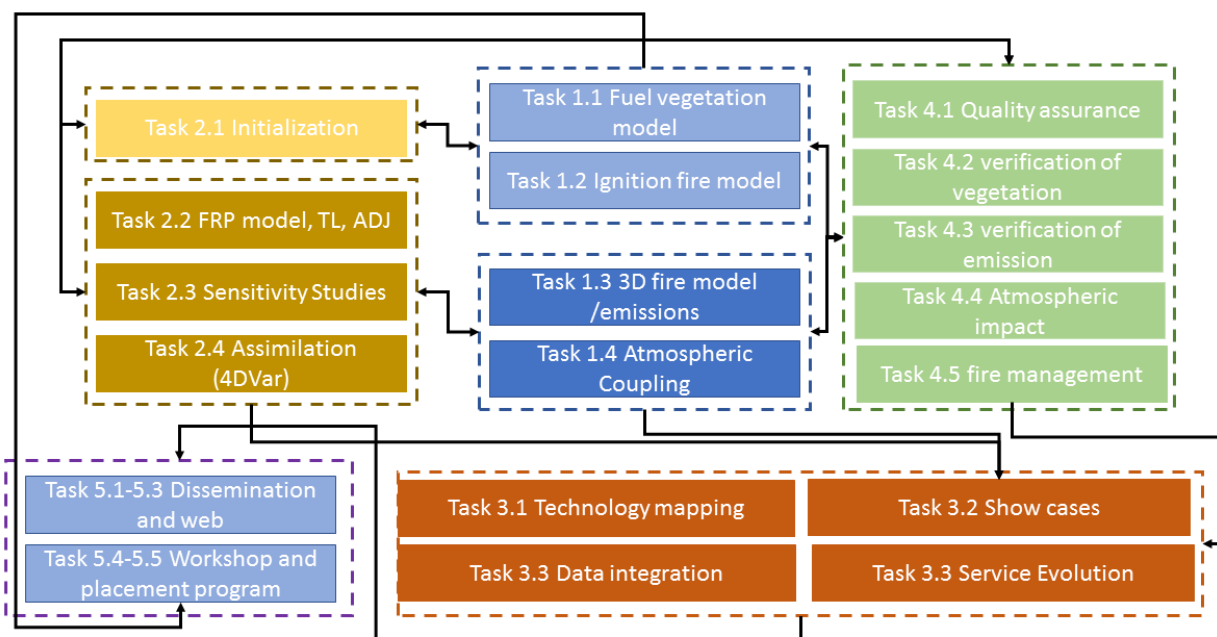 Task 2.1 Initialization
Task 2.2 FRP model, TL, ADJ
Task 2.3 Sensitivity Studies
Task 2.4 Assimilation
(4DVar)
Task 1.1 Fuel vegetation
model
Task 1.2 Ignition fire model
Task 1.3 3D fire model
/emissions
Task 1.4 Atmospheric
Coupling
Task 4.1 Quality assurance
Task 4.2 verification of
vegetation
Task 4.3 verification of
emission
Task 4.4 Atmospheric
impact
Task 4.5 fire management
Task 5.1-5.3 Dissemination
and web
Task 5.4-5.5 Workshop and
placement program
Task 3.1 Technology mapping
Task 3.2 Show cases
Task 3.3 Data integration
Task 3.3 Service Evolution